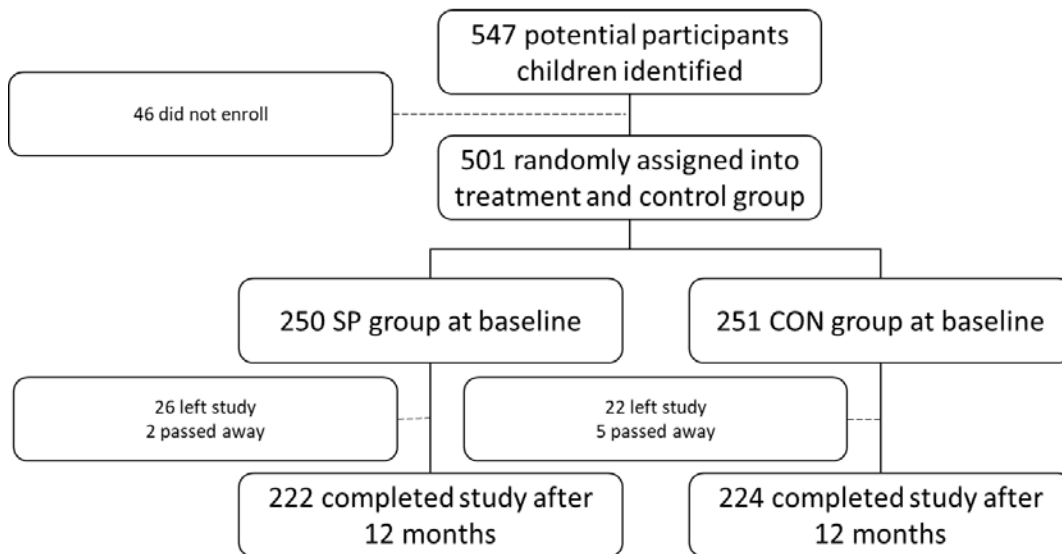 547 potential participants
children identified
46 did not enroll
501 randomly assigned into
treatment and control group
250 SP group at baseline
251 CON group at baseline
26 left study
2 passed away
22 left study
5 passed away
222 completed study after
12 months
224 completed study after
12 months